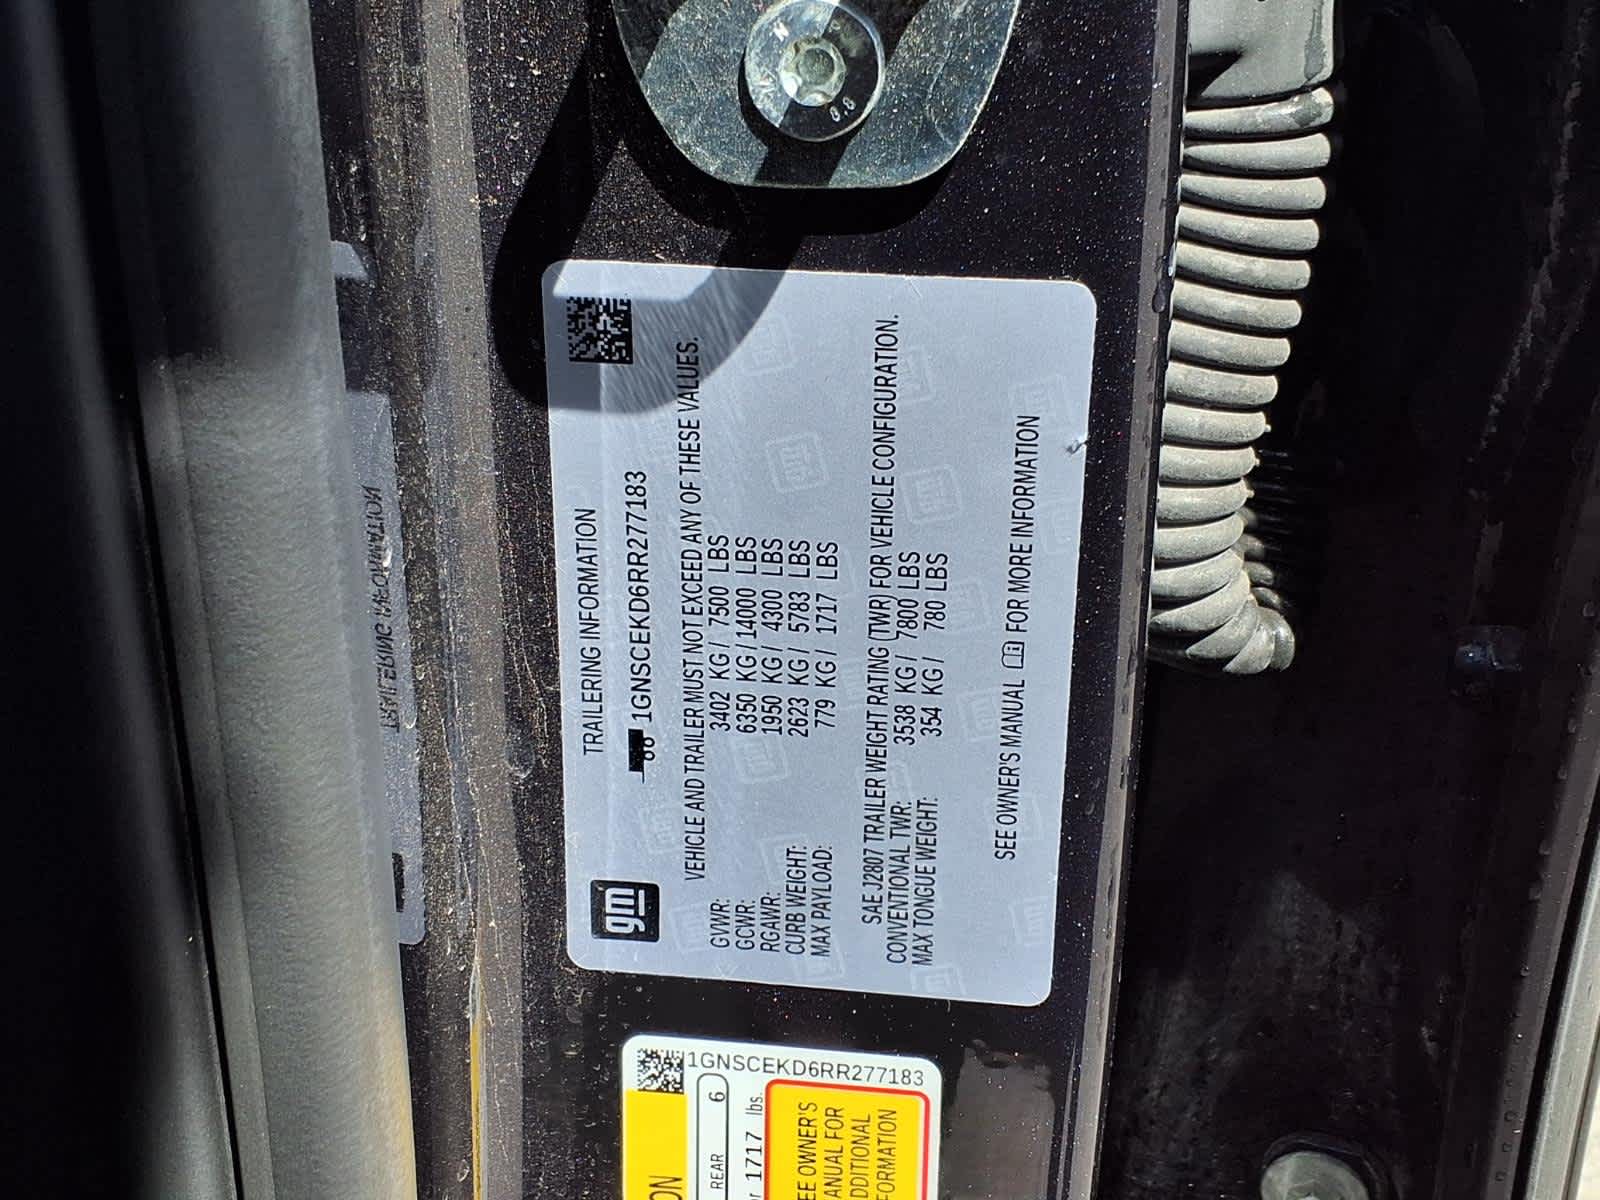 gm
TRAILERING INFORMATION
1GNSCEKD6RR277183
VEHICLE AND TRAILER MUST NOT EXCEED ANY OF THESE VALUES.
GVWR: 3402 KG / 7500 LBS
GCWR: 6350 KG / 14000 LBS
RGAWR: 1950 KG / 4300 LBS
CURB WEIGHT: 2623 KG / 5783 LBS
MAX PAYLOAD: 779 KG / 1717 LBS
SAE J2807 TRAILER WEIGHT RATING (TWR) FOR VEHICLE CONFIGURATION.
CONVENTIONAL TWR: 3538 KG / 7800 LBS
MAX TONGUE WEIGHT: 354 KG / 780 LBS
SEE OWNER'S MANUAL FOR MORE INFORMATION
1GNSCEKD6RR277183
ON
REAR 6
or 1717 lbs.
EE OWNER'S
ANUAL FOR
DDITIONAL
FORMATION
8.8